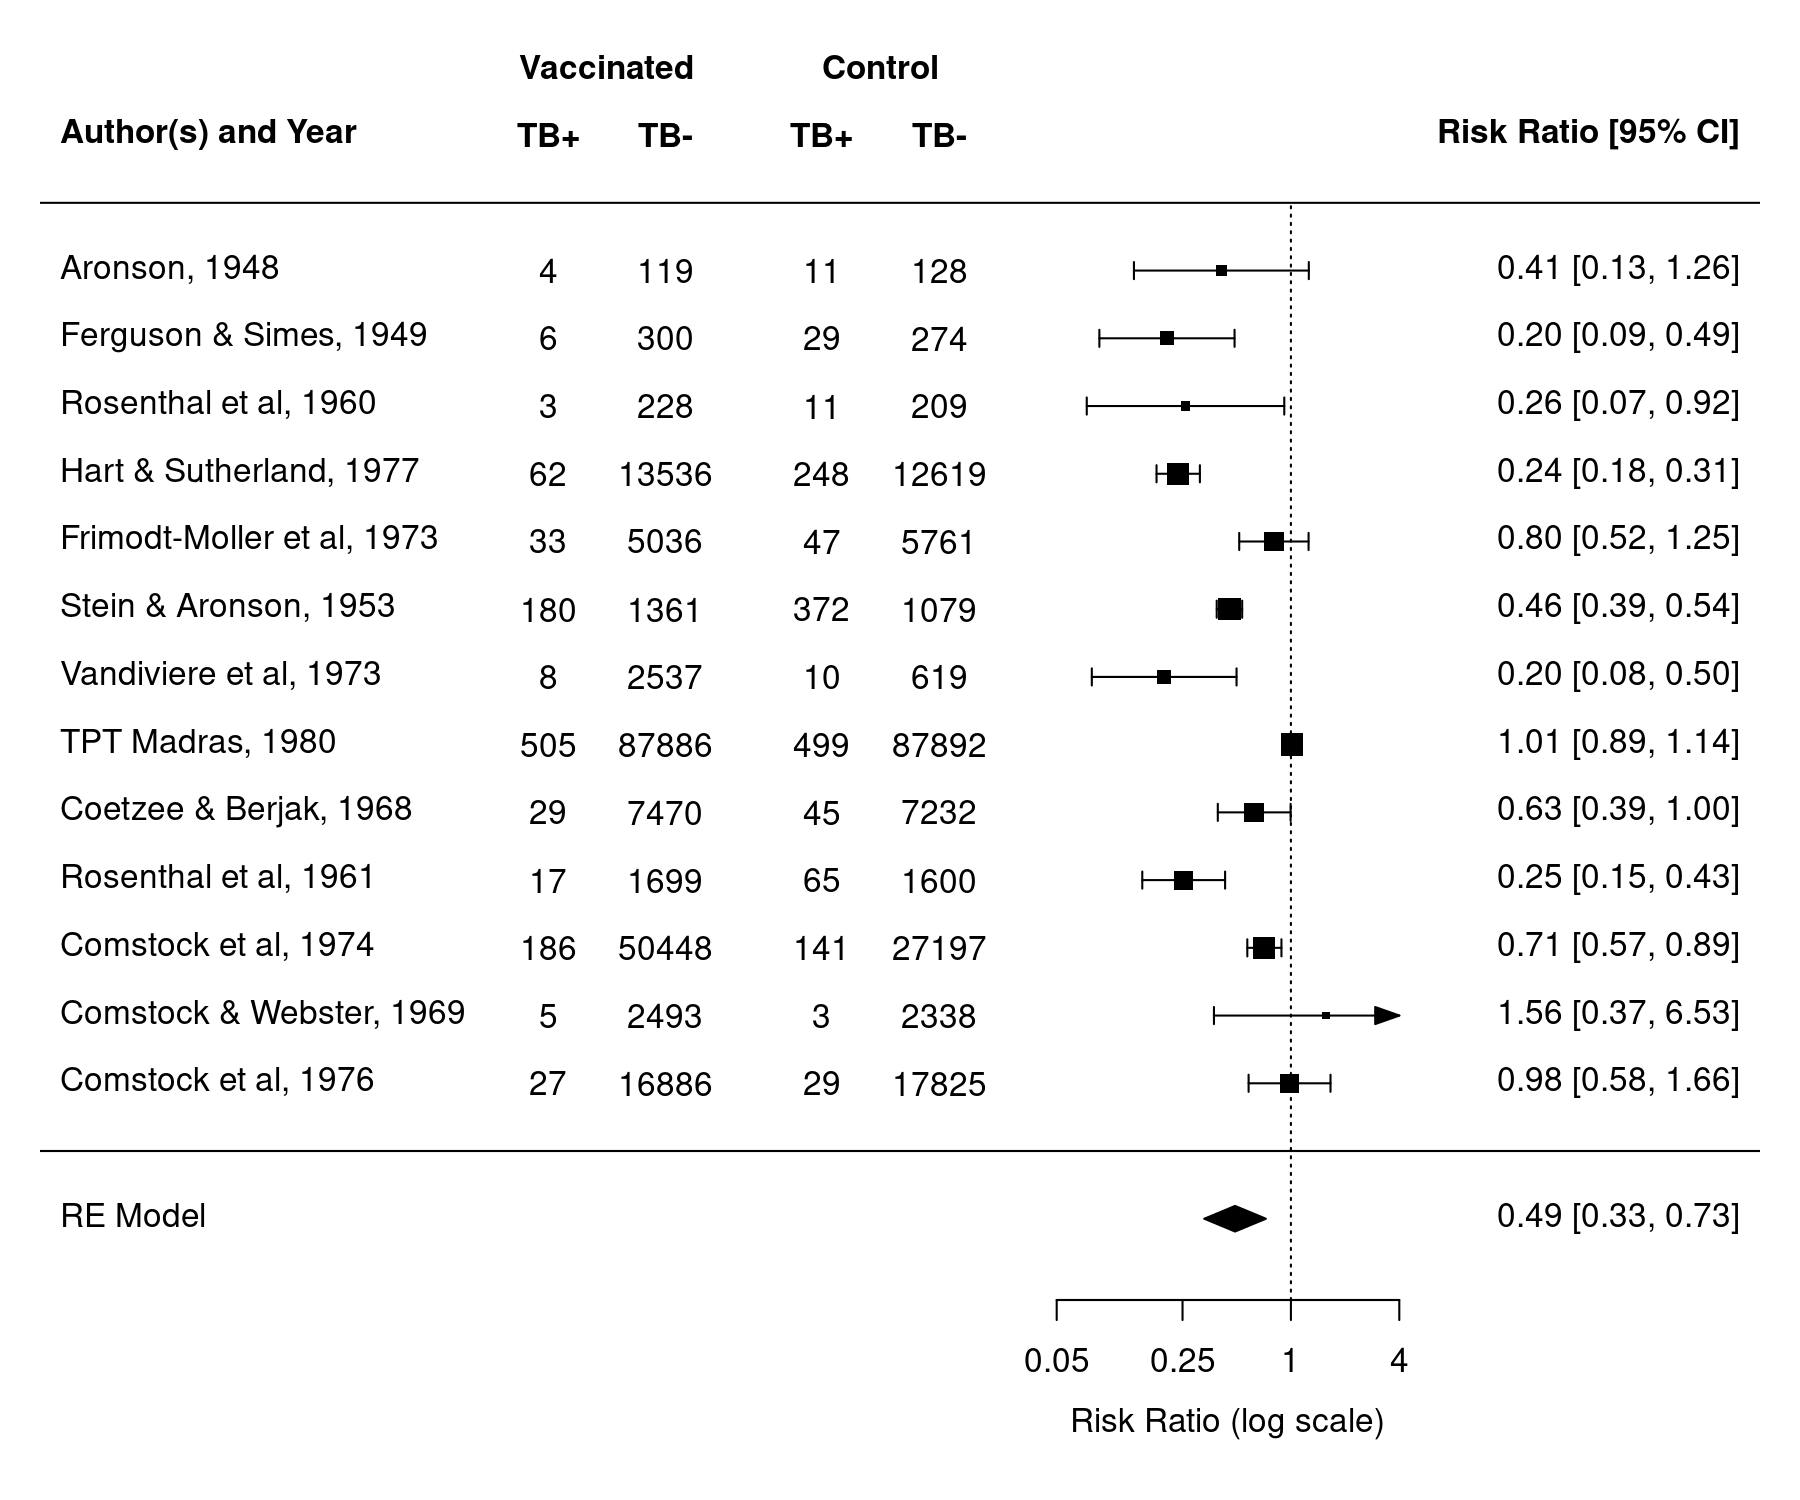 Vaccinated Control
Author(s) and Year TB+ TB- TB+ TB- Risk Ratio [95% CI]
Aronson, 1948 4 119 11 128 0.41 [0.13, 1.26]
Ferguson & Simes, 1949 6 300 29 274 0.20 [0.09, 0.49]
Rosenthal et al, 1960 3 228 11 209 0.26 [0.07, 0.92]
Hart & Sutherland, 1977 62 13536 248 12619 0.24 [0.18, 0.31]
Frimodt-Moller et al, 1973 33 5036 47 5761 0.80 [0.52, 1.25]
Stein & Aronson, 1953 180 1361 372 1079 0.46 [0.39, 0.54]
Vandiviere et al, 1973 8 2537 10 619 0.20 [0.08, 0.50]
TPT Madras, 1980 505 87886 499 87892 1.01 [0.89, 1.14]
Coetzee & Berjak, 1968 29 7470 45 7232 0.63 [0.39, 1.00]
Rosenthal et al, 1961 17 1699 65 1600 0.25 [0.15, 0.43]
Comstock et al, 1974 186 50448 141 27197 0.71 [0.57, 0.89]
Comstock & Webster, 1969 5 2493 3 2338 1.56 [0.37, 6.53]
Comstock et al, 1976 27 16886 29 17825 0.98 [0.58, 1.66]
RE Model 0.49 [0.33, 0.73]
0.05 0.25 1 4
Risk Ratio (log scale)